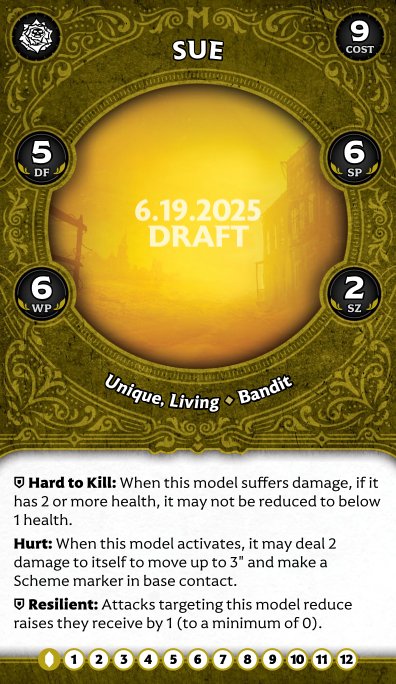 SUE
9
COST
5
DF
6
SP
6.19.2025
DRAFT
6
WP
2
SZ
Unique, Living ⬥ Bandit
Hard to Kill: When this model suffers damage, if it
has 2 or more health, it may not be reduced to below
1 health.
Hurt: When this model activates, it may deal 2
damage to itself to move up to 3" and make a
Scheme marker in base contact.
Resilient: Attacks targeting this model reduce
raises they receive by 1 (to a minimum of 0).
1 2 3 4 5 6 7 8 9 10 11 12